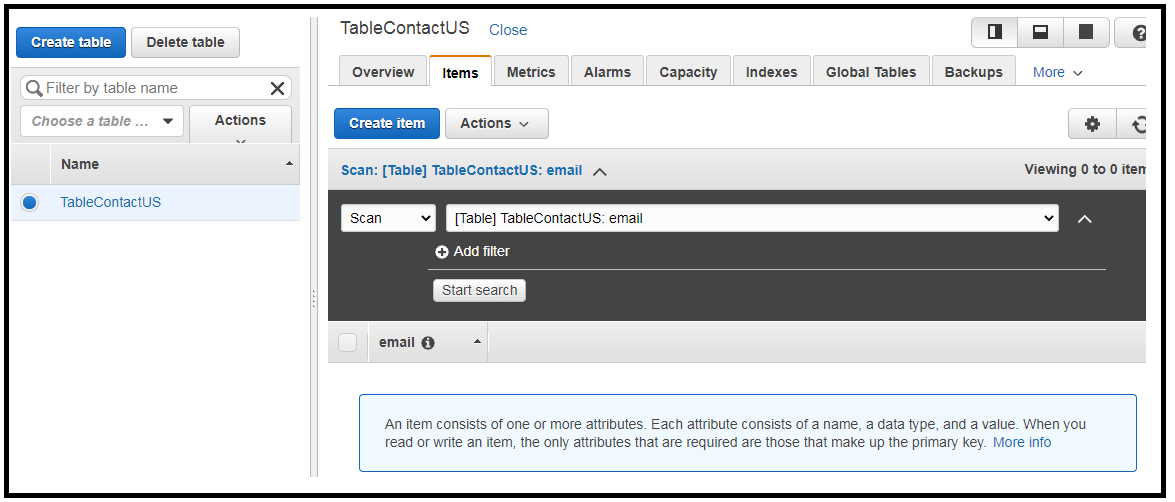 Create table
Delete table
Filter by table name
Choose a table ...
Actions
Name
TableContactUS
TableContactUS
Close
Overview
Items
Metrics
Alarms
Capacity
Indexes
Global Tables
Backups
More
Create item
Actions
Scan: [Table] TableContactUS: email
Viewing 0 to 0 item
Scan
[Table] TableContactUS: email
Add filter
Start search
email
An item consists of one or more attributes. Each attribute consists of a name, a data type, and a value. When you
read or write an item, the only attributes that are required are those that make up the primary key. More info